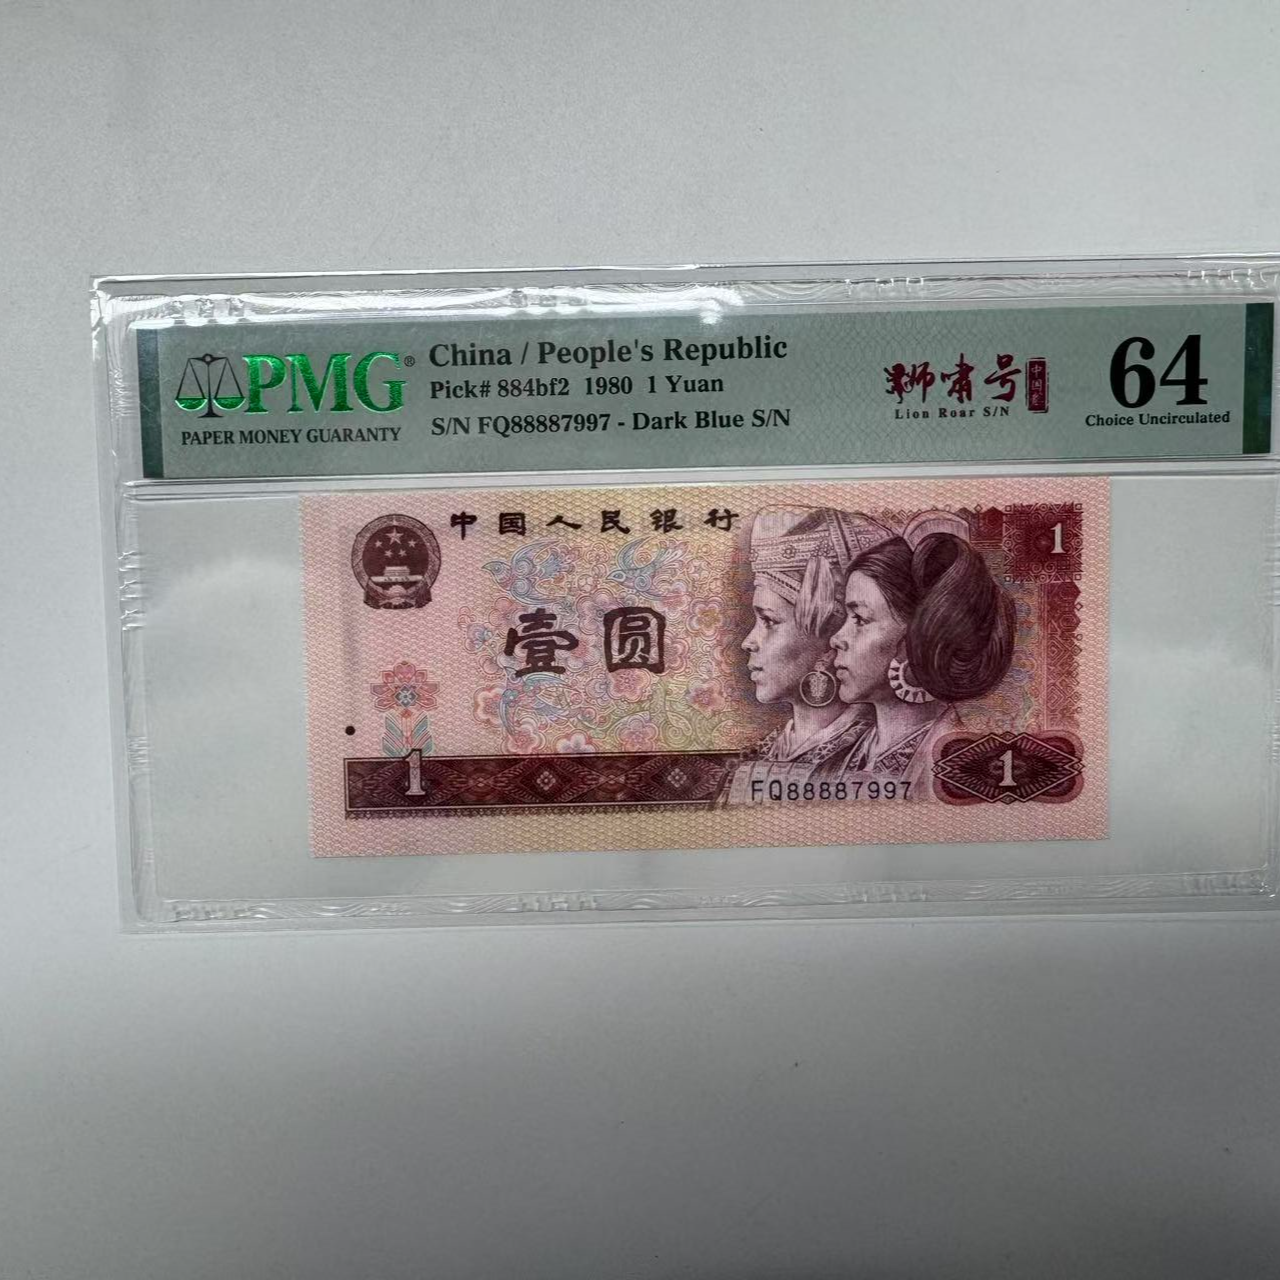 PMG®
PAPER MONEY GUARANTY
China / People's Republic
Pick# 884bf2 1980 1 Yuan
S/N FQ88887997 - Dark Blue S/N
狮啸号
Lion Roar S/N
64
Choice Uncirculated
中国人民银行
1
壹圆
1
1
FQ88887997